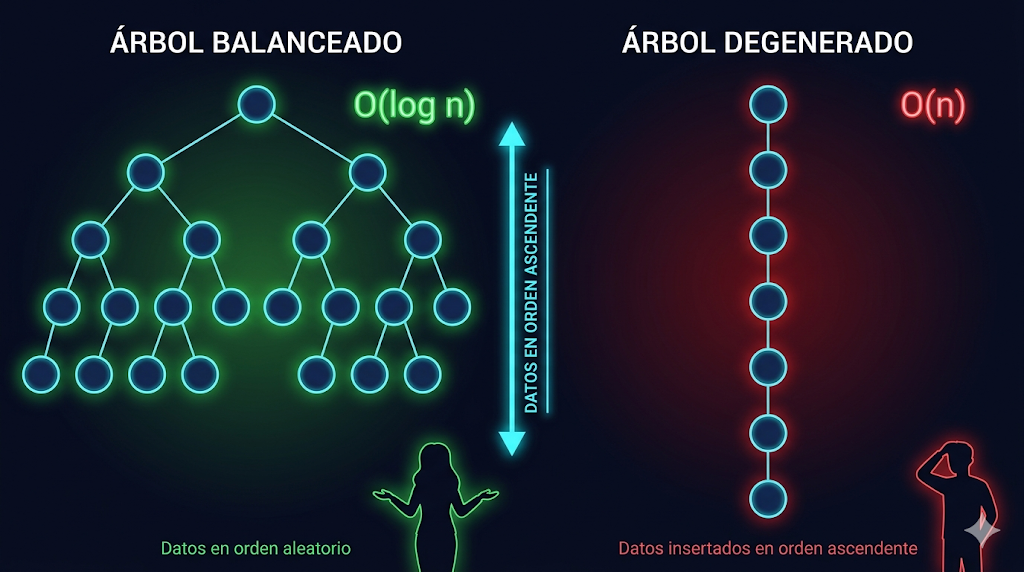 ÁRBOL BALANCEADO
ÁRBOL DEGENERADO
O(log n)
O(n)
DATOS EN ORDEN ASCENDENTE
Datos en orden aleatorio
Datos insertados en orden ascendente